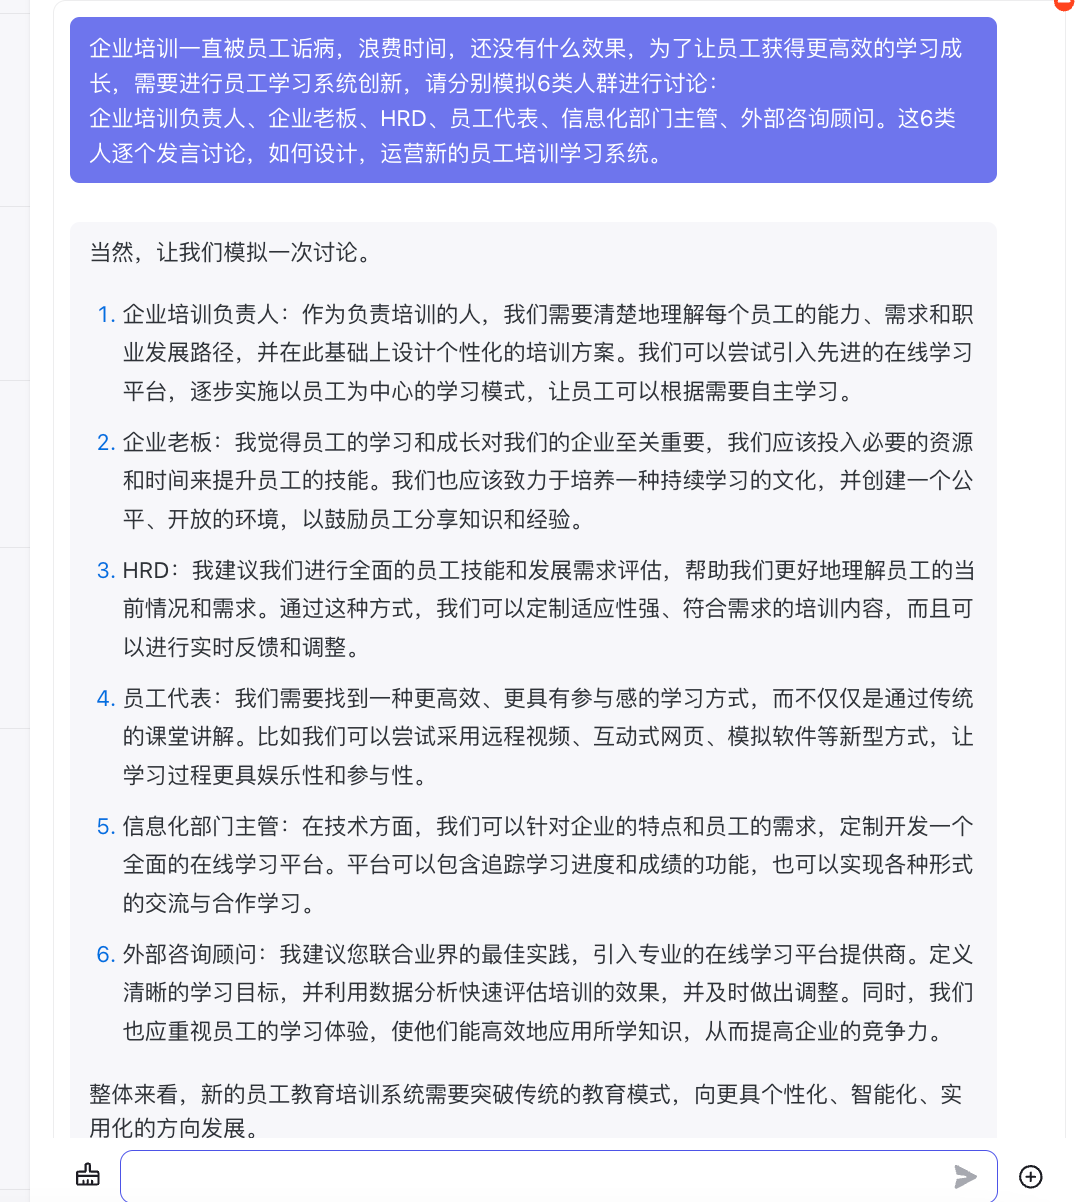 企业培训一直被员工诟病，浪费时间，还没有什么效果，为了让员工获得更高效的学习成
长，需要进行员工学习系统创新，请分别模拟6类人群进行讨论：
企业培训负责人、企业老板、HRD、员工代表、信息化部门主管、外部咨询顾问。这6类
人逐个发言讨论，如何设计，运营新的员工培训学习系统。
当然，让我们模拟一次讨论。
1. 企业培训负责人：作为负责培训的人，我们需要清楚地理解每个员工的能力、需求和职
业发展路径，并在此基础上设计个性化的培训方案。我们可以尝试引入先进的在线学习
平台，逐步实施以员工为中心的学习模式，让员工可以根据需要自主学习。
2. 企业老板：我觉得员工的学习和成长对我们的企业至关重要，我们应该投入必要的资源
和时间来提升员工的技能。我们也应该致力于培养一种持续学习的文化，并创建一个公
平、开放的环境，以鼓励员工分享知识和经验。
3. HRD：我建议我们进行全面的员工技能和发展需求评估，帮助我们更好地理解员工的当
前情况和需求。通过这种方式，我们可以定制适应性强、符合需求的培训内容，而且可
以进行实时反馈和调整。
4. 员工代表：我们需要找到一种更高效、更具有参与感的学习方式，而不仅仅是通过传统
的课堂讲解。比如我们可以尝试采用远程视频、互动式网页、模拟软件等新型方式，让
学习过程更具娱乐性和参与性。
5. 信息化部门主管：在技术方面，我们可以针对企业的特点和员工的需求，定制开发一个
全面的在线学习平台。平台可以包含追踪学习进度和成绩的功能，也可以实现各种形式
的交流与合作学习。
6. 外部咨询顾问：我建议您联合业界的最佳实践，引入专业的在线学习平台提供商。定义
清晰的学习目标，并利用数据分析快速评估培训的效果，并及时做出调整。同时，我们
也应重视员工的学习体验，使他们能高效地应用所学知识，从而提高企业的竞争力。
整体来看，新的员工教育培训系统需要突破传统的教育模式，向更具个性化、智能化、实
用化的方向发展。